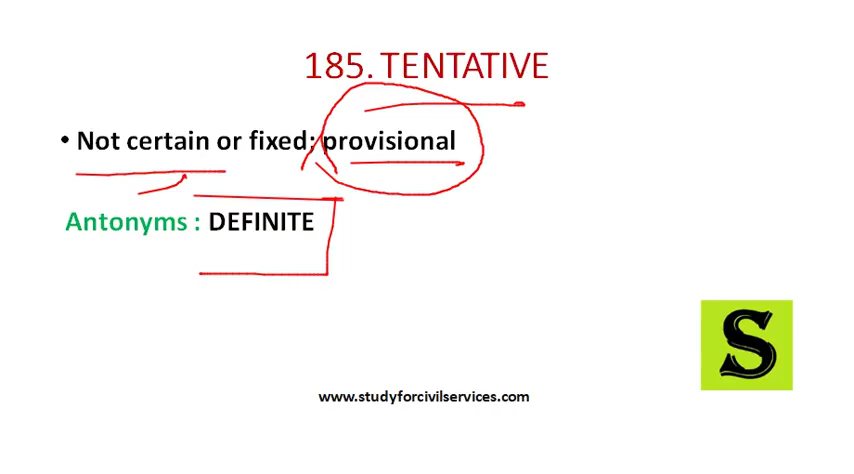 185. TENTATIVE
• Not certain or fixed; provisional
Antonyms : DEFINITE
S
www.studyforcivilservices.com